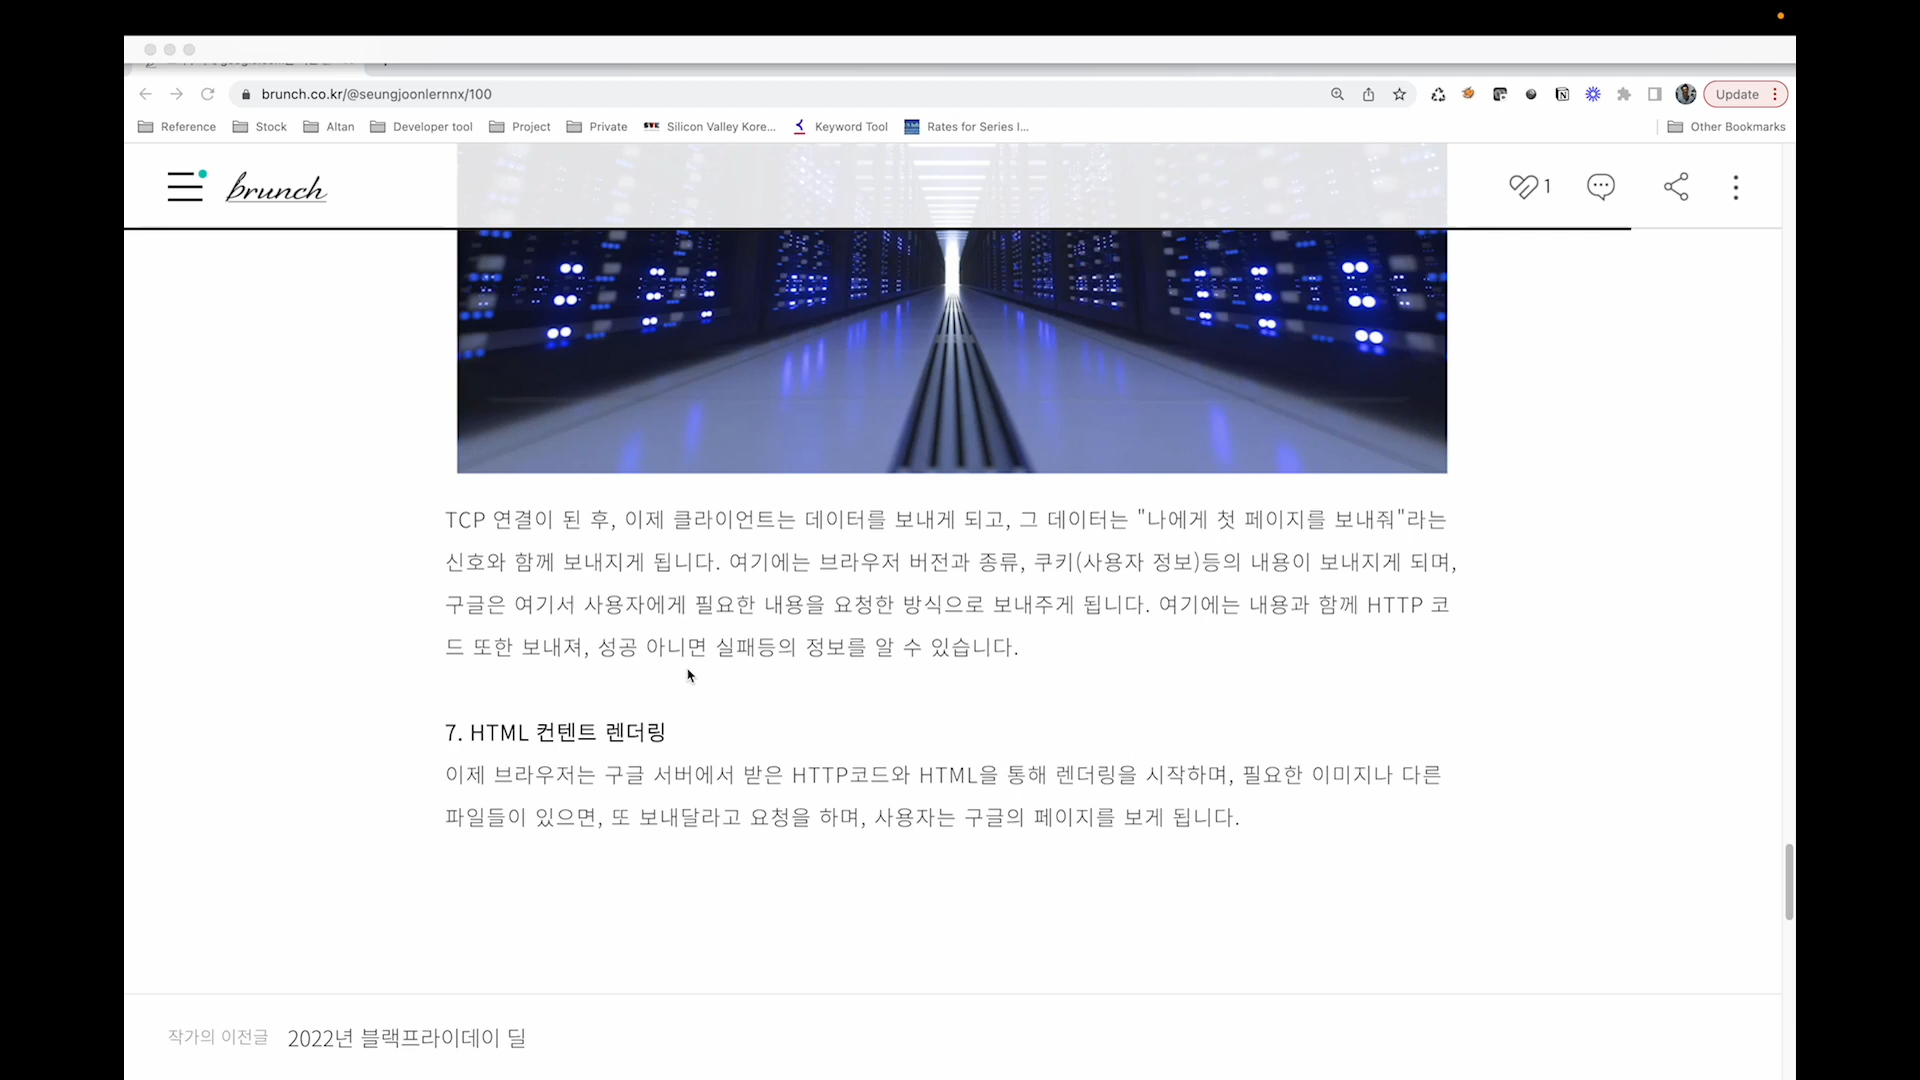 brunch.co.kr/@seungjoonlernnx/100
Update
Reference Stock Altan Developer tool Project Private Silicon Valley Kore... Keyword Tool Rates for Series I... Other Bookmarks
brunch
1
TCP 연결이 된 후, 이제 클라이언트는 데이터를 보내게 되고, 그 데이터는 "나에게 첫 페이지를 보내줘"라는
신호와 함께 보내지게 됩니다. 여기에는 브라우저 버전과 종류, 쿠키(사용자 정보)등의 내용이 보내지게 되며,
구글은 여기서 사용자에게 필요한 내용을 요청한 방식으로 보내주게 됩니다. 여기에는 내용과 함께 HTTP 코
드 또한 보내져, 성공 아니면 실패등의 정보를 알 수 있습니다.
7. HTML 컨텐트 렌더링
이제 브라우저는 구글 서버에서 받은 HTTP코드와 HTML을 통해 렌더링을 시작하며, 필요한 이미지나 다른
파일들이 있으면, 또 보내달라고 요청을 하며, 사용자는 구글의 페이지를 보게 됩니다.
작가의 이전글 2022년 블랙프라이데이 딜